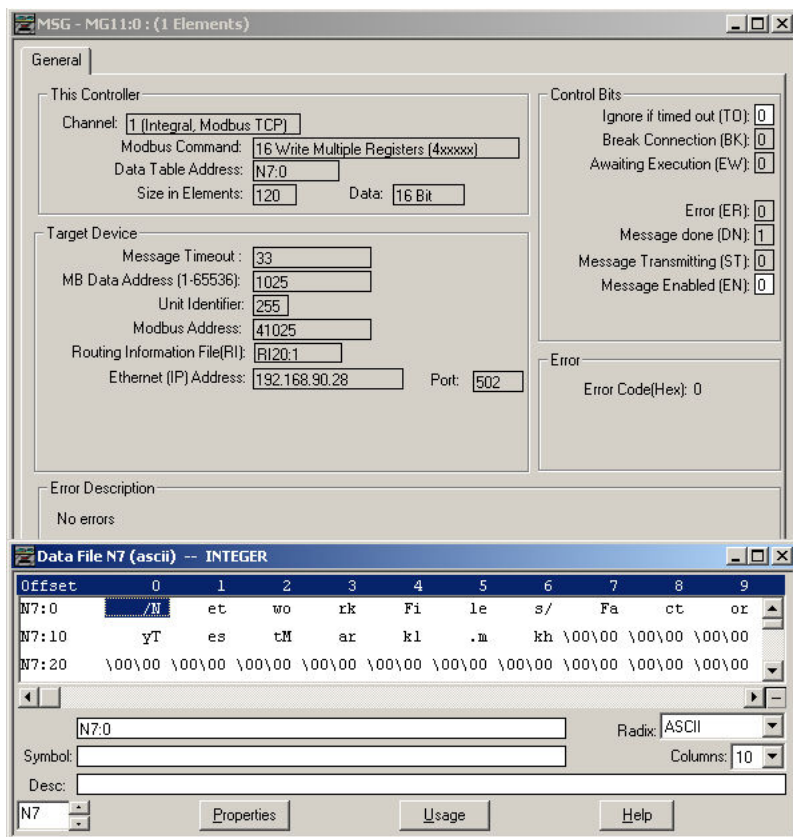 MSG - MG11:0 : (1 Elements)
General
This Controller
Channel: 1 (Integral, Modbus TCP)
Modbus Command: 16 Write Multiple Registers (4xxxxx)
Data Table Address: N7:0
Size in Elements: 120 Data: 16 Bit
Target Device
Message Timeout : 33
MB Data Address (1-65536): 1025
Unit Identifier: 255
Modbus Address: 41025
Routing Information File(RI): RI20:1
Ethernet (IP) Address: 192.168.90.28 Port: 502
Control Bits
Ignore if timed out (TO): 0
Break Connection (BK): 0
Awaiting Execution (EW): 0
Error (ER): 0
Message done (DN): 1
Message Transmitting (ST): 0
Message Enabled (EN): 0
Error
Error Code(Hex): 0
Error Description
No errors
Data File N7 (ascii) -- INTEGER
Offset 0 1 2 3 4 5 6 7 8 9
N7:0 /N et wo rk Fi le s/ Fa ct or
N7:10 yT es tM ar kl .m kh \00\00 \00\00 \00\00
N7:20 \00\00 \00\00 \00\00 \00\00 \00\00 \00\00 \00\00 \00\00 \00\00 \00\00
N7:0 Radix: ASCII
Symbol: Columns: 10
Desc:
N7 Properties Usage Help